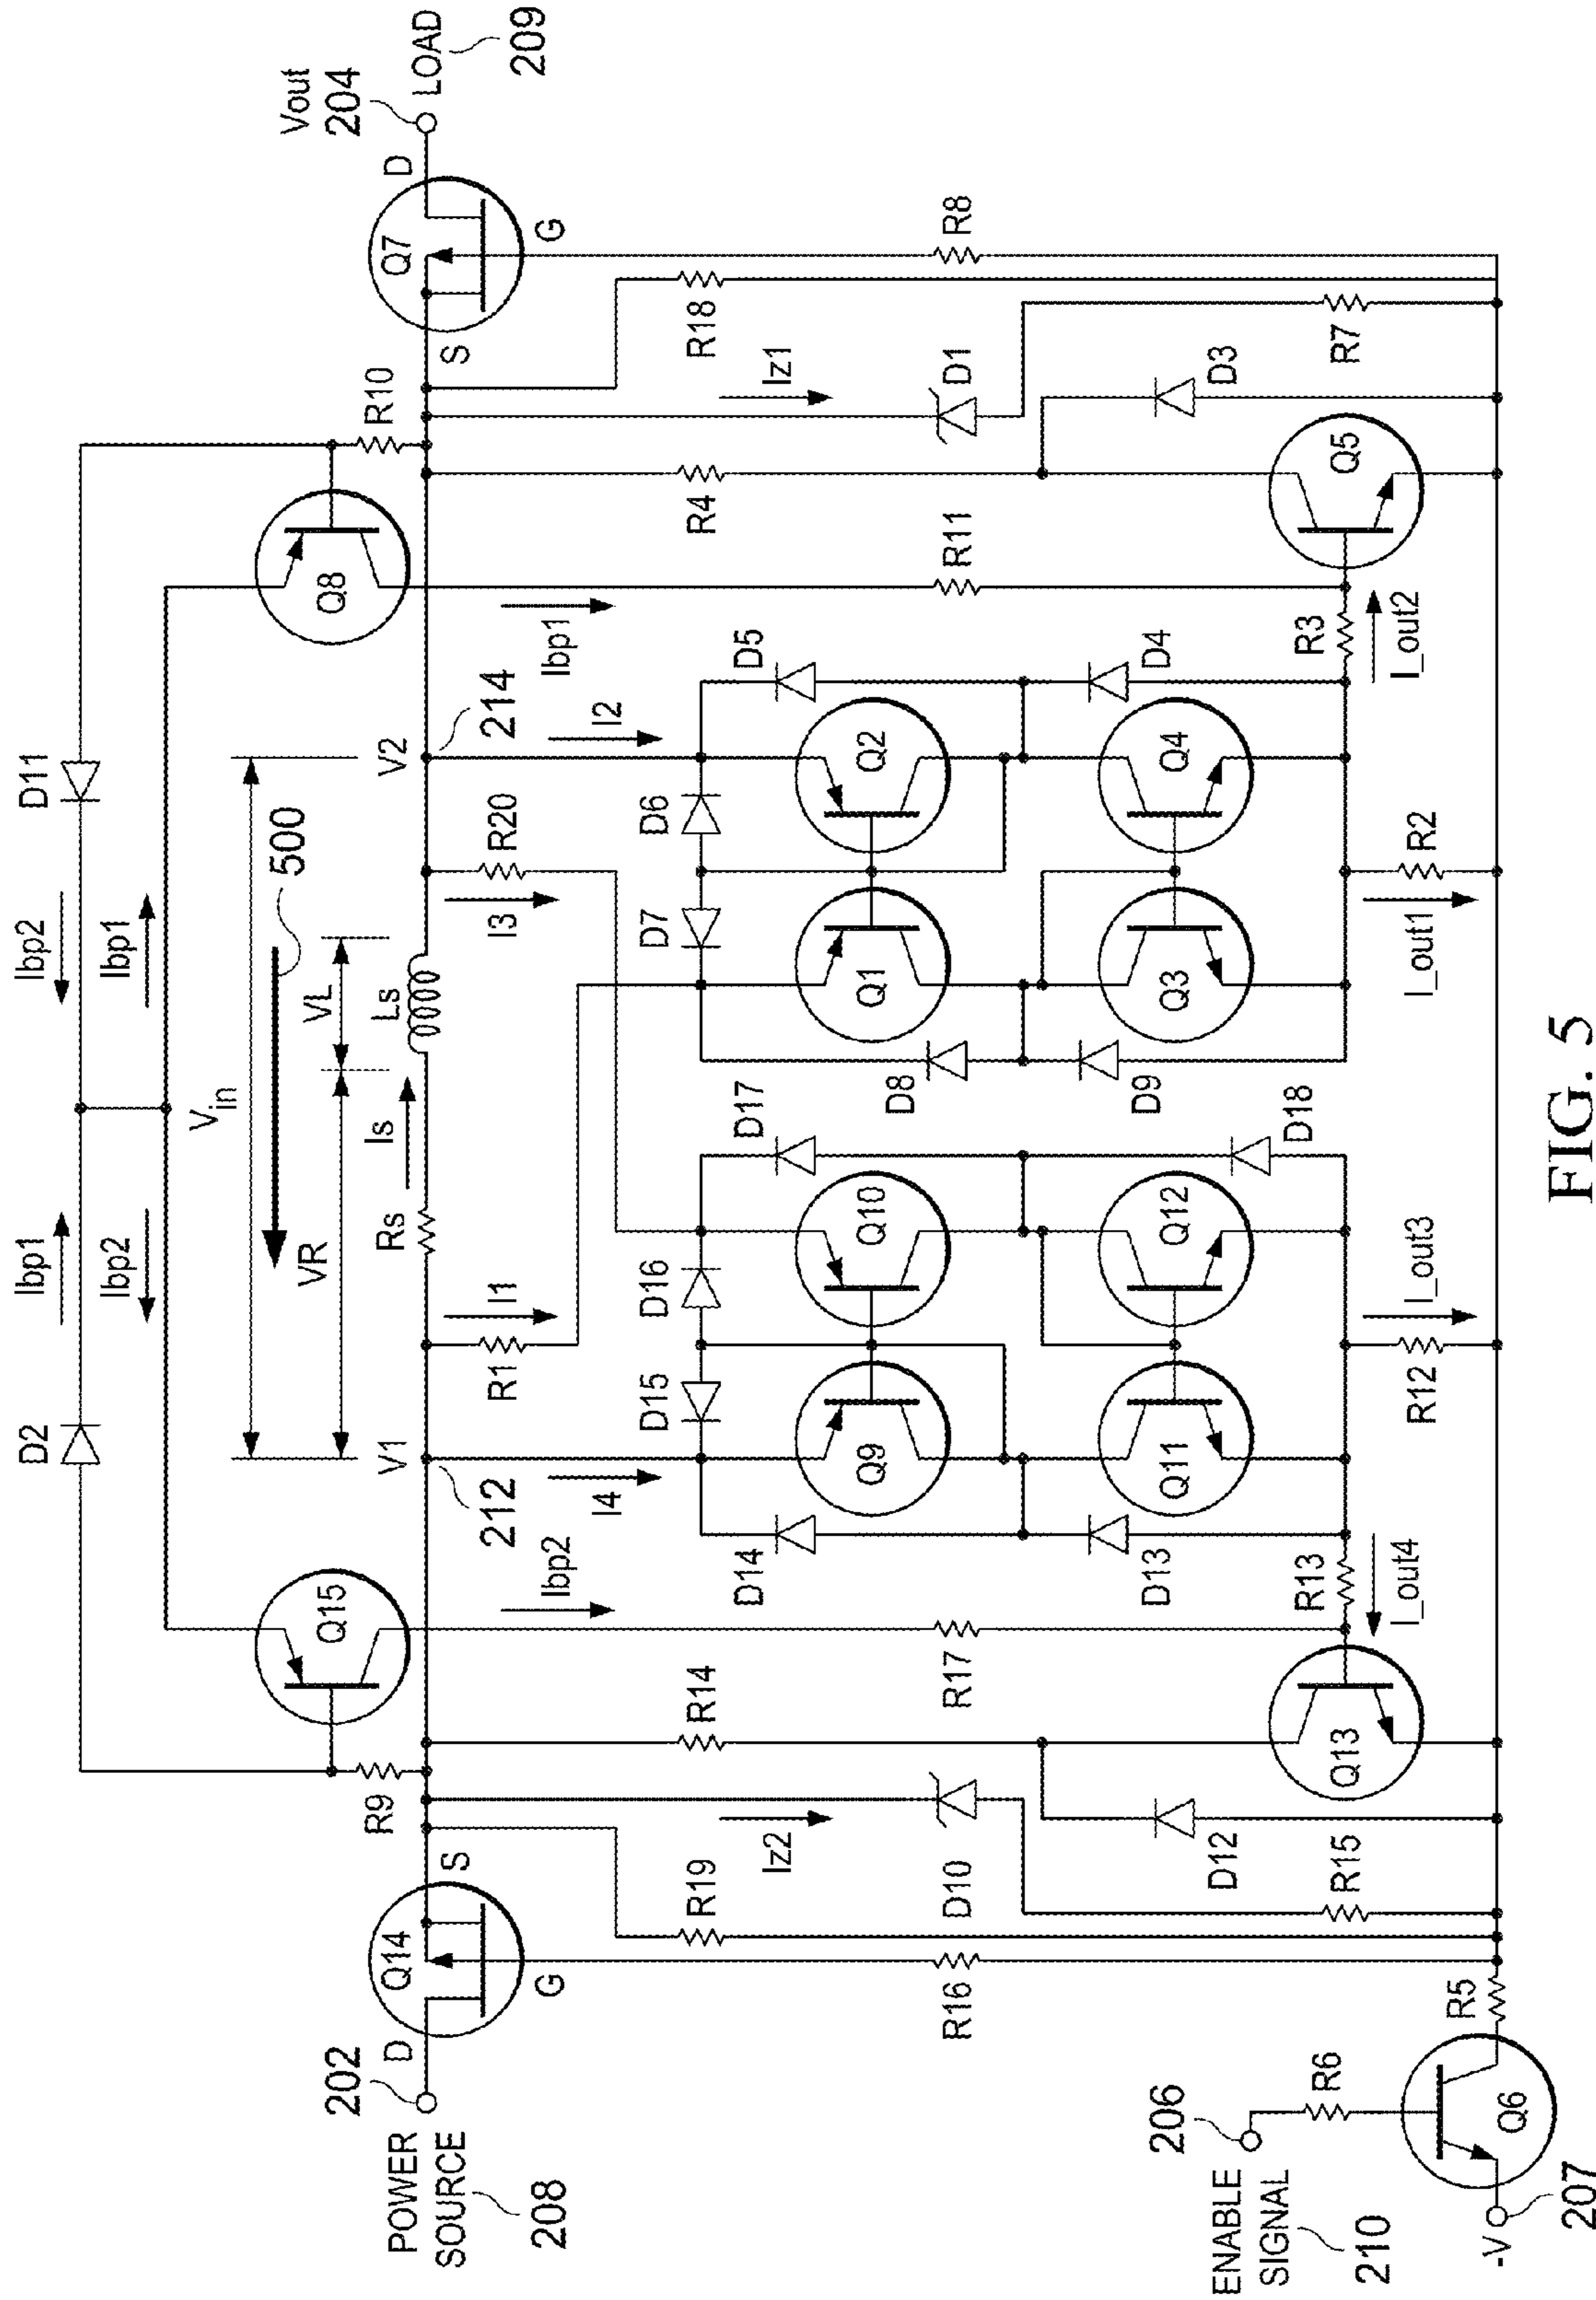 Ibp1
D2
Ibp2
D11
Ibp2
Ibp1
Vin
500
VR
VL
Q15
Q8
R9
R10
POWER
SOURCE
208
202
D
Q14
S
G
V1
212
Rs
Is
Ls
V2
214
S
Q7
D
G
Vout
204
LOAD
209
R19
Iz2
R14
Ibp2
I4
R1
I1
I3
R20
I2
Ibp1
R4
Iz1
R18
D14
D15
D16
D17
D7
D6
D5
Q9
Q10
Q1
Q2
R16
D10
R17
D8
R11
D1
R8
D13
Q11
Q12
D18
D9
Q3
Q4
D4
D12
D3
ENABLE
SIGNAL
210
206
R6
R15
Q13
R13
I_out4
R12
I_out3
R2
I_out1
R3
I_out2
Q5
R7
-V
207
Q6
R5
FIG. 5